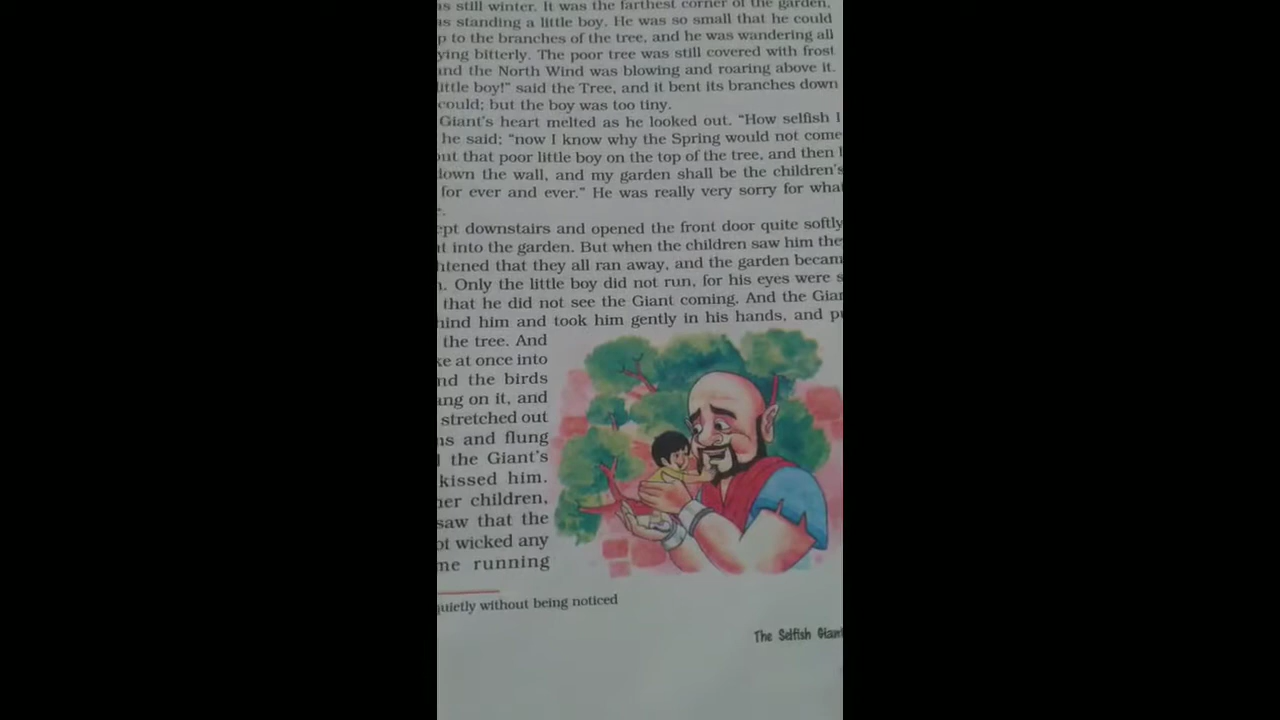 is still winter. It was the farthest corner of the garden,
as standing a little boy. He was so small that he could
p to the branches of the tree, and he was wandering all
ying bitterly. The poor tree was still covered with frost
and the North Wind was blowing and roaring above it.
ittle boy!" said the Tree, and it bent its branches down
could; but the boy was too tiny.
Giant's heart melted as he looked out. "How selfish I
he said; "now I know why the Spring would not come
out that poor little boy on the top of the tree, and then I
down the wall, and my garden shall be the children's
for ever and ever." He was really very sorry for what
e.
ept downstairs and opened the front door quite softly
t into the garden. But when the children saw him the
htened that they all ran away, and the garden becam
n. Only the little boy did not run, for his eyes were s
that he did not see the Giant coming. And the Gian
hind him and took him gently in his hands, and pu
the tree. And
ke at once into
nd the birds
ang on it, and
stretched out
ns and flung
l the Giant's
kissed him.
her children,
saw that the
ot wicked any
me running
quietly without being noticed
The Selfish Giant